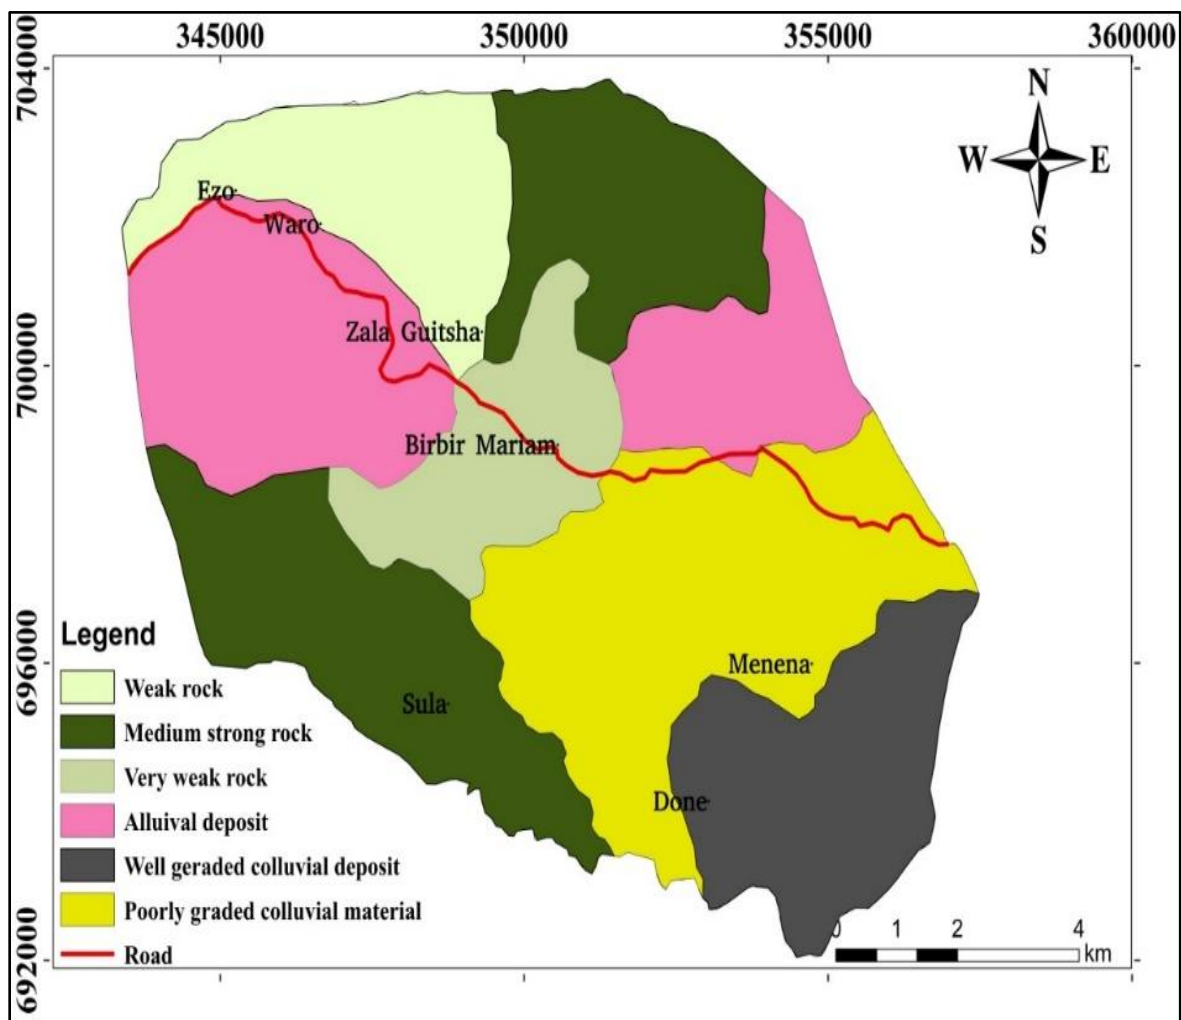 345000 350000 355000 360000
704000
N
W E
S
Ezo
Waro
700000
Zala Guitsha
Birbir Mariam
696000
Legend
Weak rock
Menena
Medium strong rock
Sula
Very weak rock
Done
Alluival deposit
Well geraded colluvial deposit
Poorly graded colluvial material
0 1 2 4
km
Road
692000